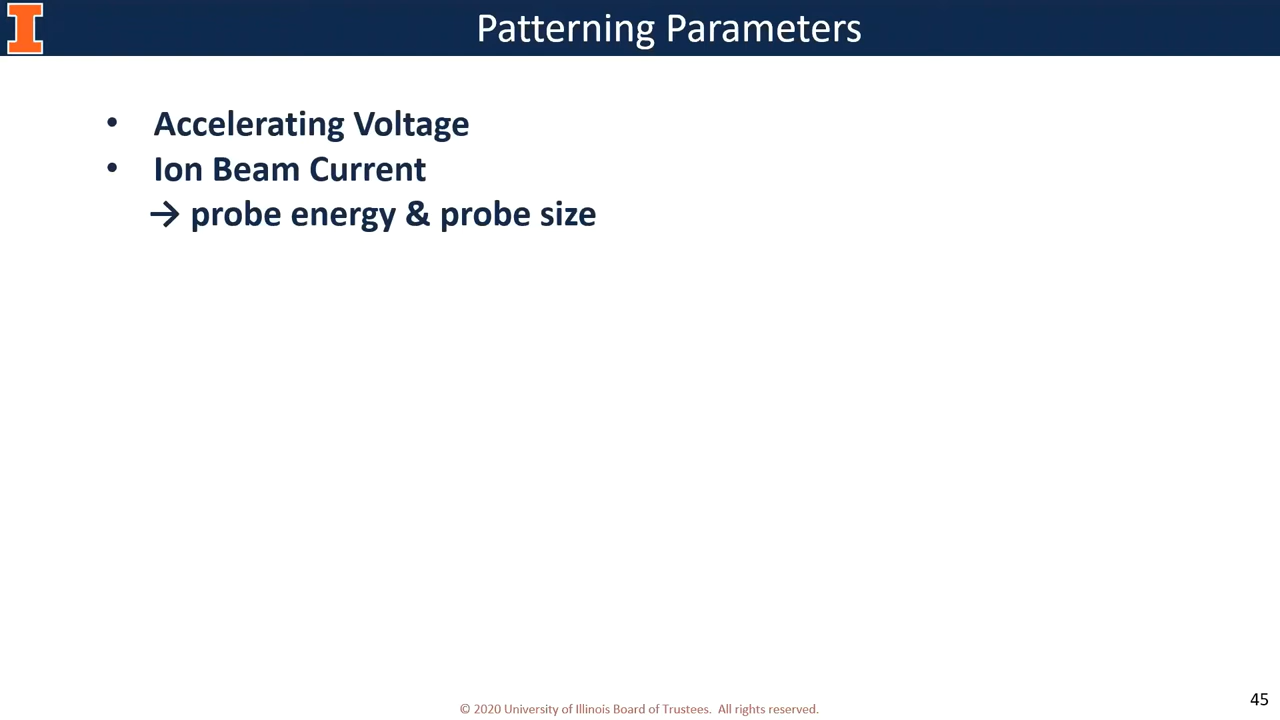 Patterning Parameters
• Accelerating Voltage
• Ion Beam Current
→ probe energy & probe size
© 2020 University of Illinois Board of Trustees. All rights reserved.
45